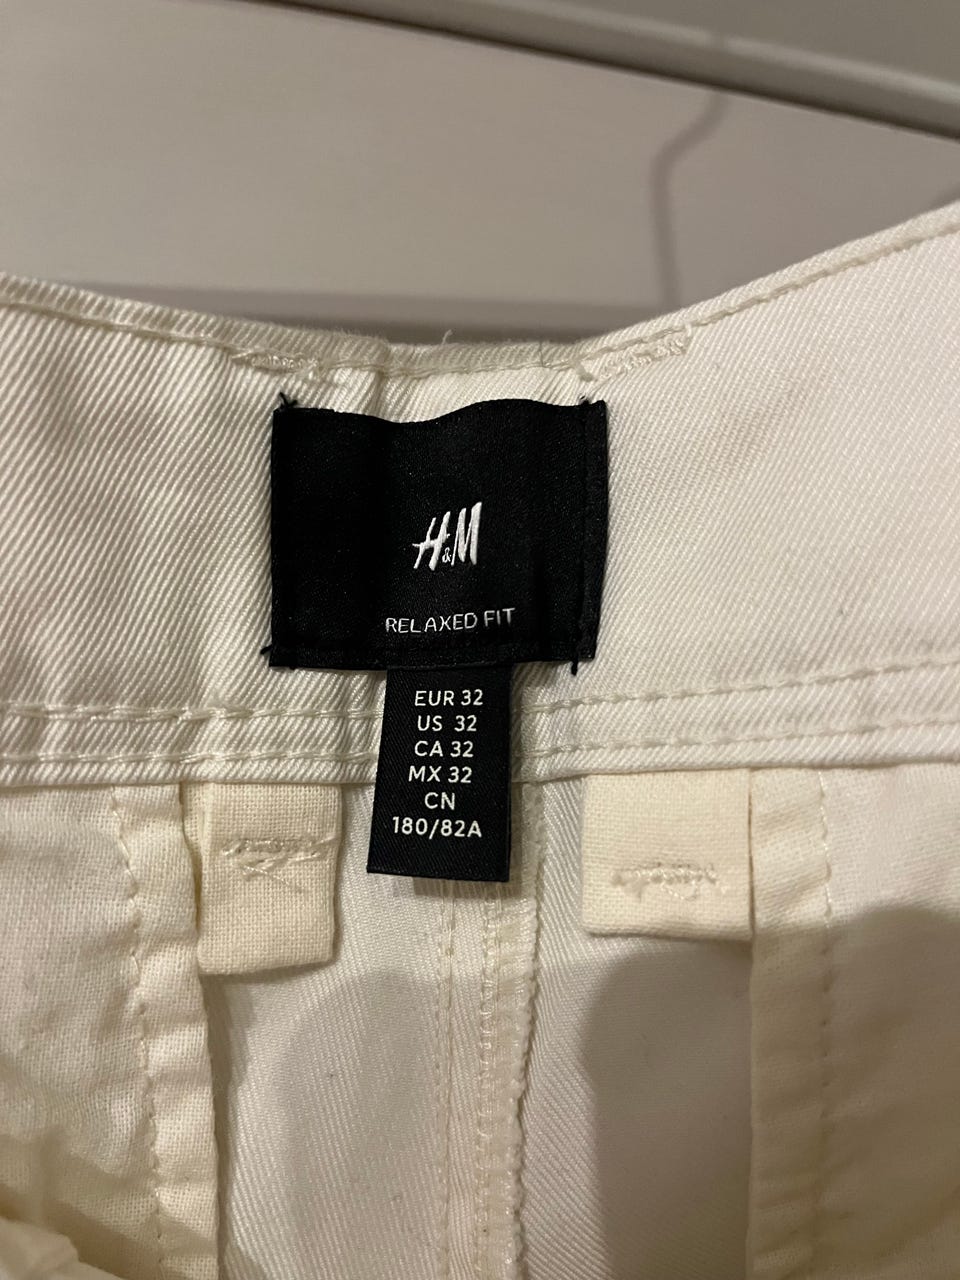 H&M
RELAXED FIT
EUR 32
US 32
CA 32
MX 32
CN
180/82A